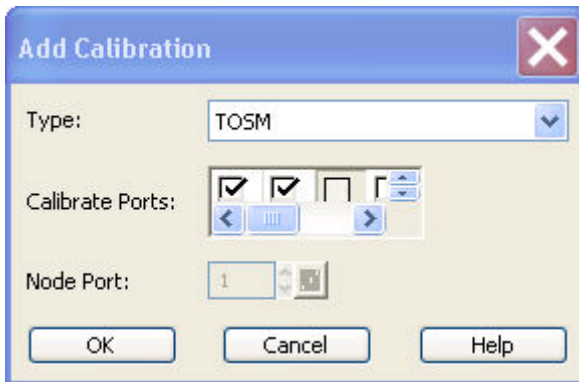 Add Calibration
Type: TOSM
Calibrate Ports:
Node Port: 1
OK Cancel Help